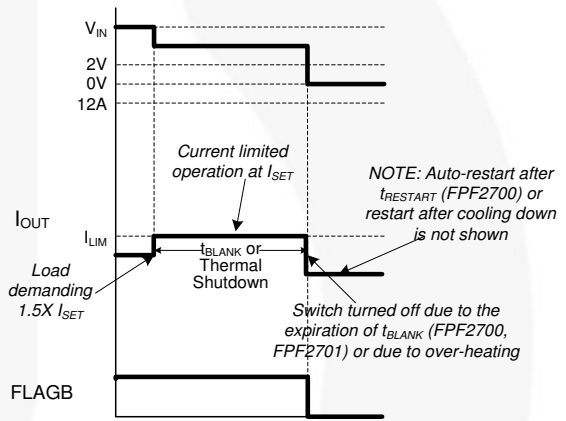 VIN
2V
0V
12A
Current limited
operation at ISET
NOTE: Auto-restart after
tRESTART (FPF2700) or
restart after cooling down
is not shown
IOUT
ILIM
tBLANK or
Thermal
Shutdown
Load
demanding
1.5X ISET
Switch turned off due to the
expiration of tBLANK (FPF2700,
FPF2701) or due to over-heating
FLAGB